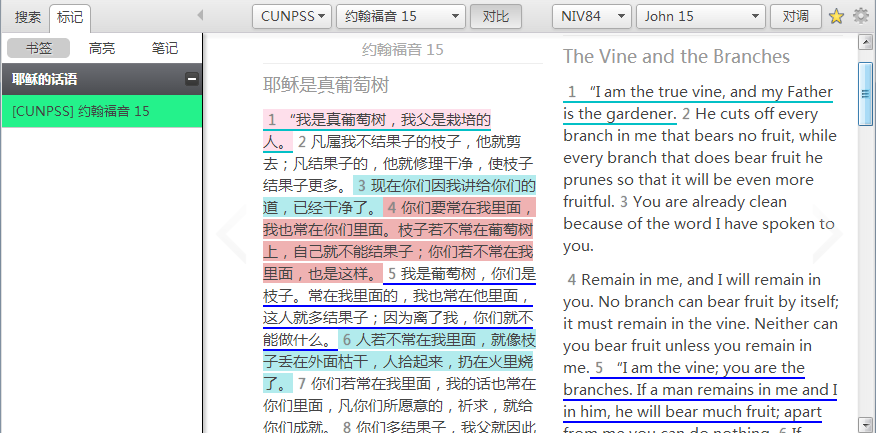 搜索 标记 CUNPSS 约翰福音 15 对比 NIV84 John 15 对调
书签 高亮 笔记
耶稣的话语
[CUNPSS] 约翰福音 15
约翰福音 15
耶稣是真葡萄树
1 “我是真葡萄树，我父是栽培的
人。 2 凡属我不结果子的枝子，他就剪
去；凡结果子的，他就修理干净，使枝子
结果子更多。 3 现在你们因我讲给你们的
道，已经干净了。 4 你们要常在我里面，
我也常在你们里面。枝子若不常在葡萄树
上，自己就不能结果子；你们若不常在我
里面，也是这样。 5 我是葡萄树，你们是
枝子。常在我里面的，我也常在他里面，
这人就多结果子；因为离了我，你们就不
能做什么。 6 人若不常在我里面，就像枝
子丢在外面枯干，人拾起来，扔在火里烧
了。 7 你们若常在我里面，我的话也常在
你们里面，凡你们所愿意的，祈求，就给
你们成就。 8 你们多结果子，我父就因此
The Vine and the Branches
1 “I am the true vine, and my Father
is the gardener. 2 He cuts off every
branch in me that bears no fruit, while
every branch that does bear fruit he
prunes so that it will be even more
fruitful. 3 You are already clean
because of the word I have spoken to
you.
4 Remain in me, and I will remain in
you. No branch can bear fruit by itself;
it must remain in the vine. Neither can
you bear fruit unless you remain in
me. 5 “I am the vine; you are the
branches. If a man remains in me and I
in him, he will bear much fruit; apart
from me you can do nothing. 6 If